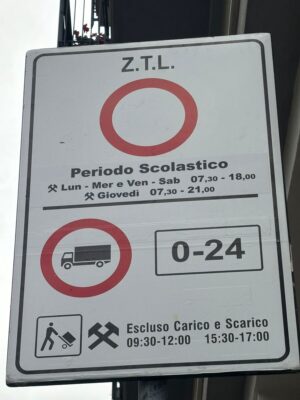 Z.T.L.
Periodo Scolastico
Lun - Mer e Ven - Sab 07,30 - 18,00
Giovedì 07,30 - 21,00
0-24
Escluso Carico e Scarico
09:30-12:00 15:30-17:00